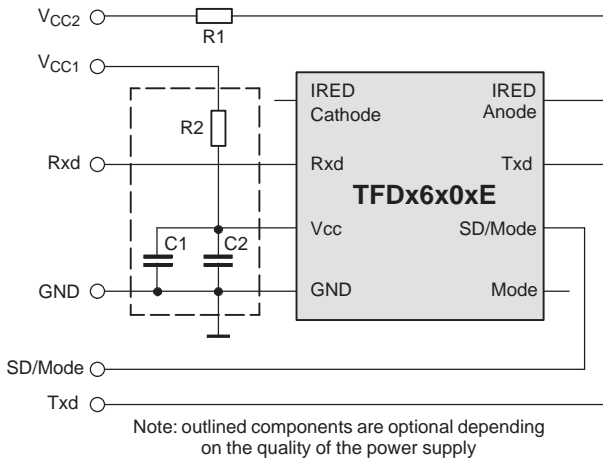 VCC2
R1
VCC1
IRED
Cathode
IRED
Anode
R2
Rxd
Rxd
Txd
TFDx6x0xE
Vcc
SD/Mode
C1
C2
GND
GND
Mode
SD/Mode
Txd
Note: outlined components are optional depending
on the quality of the power supply